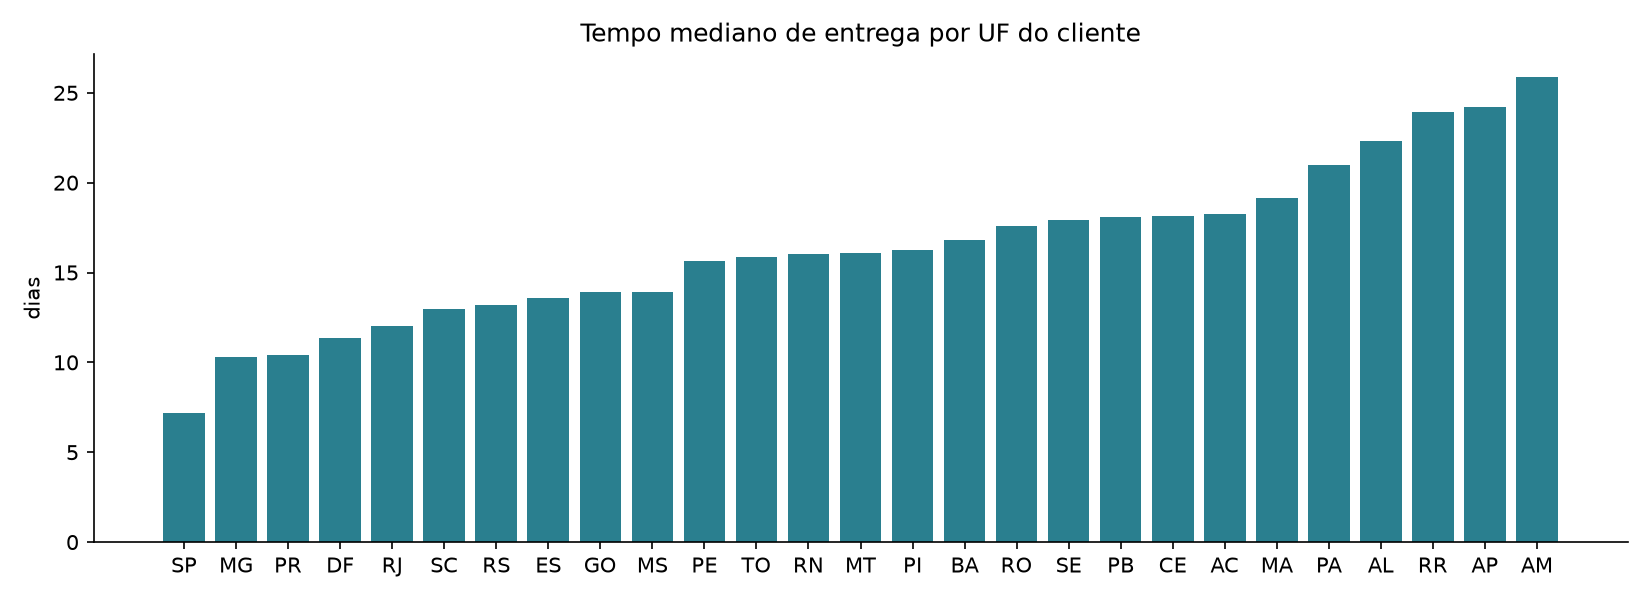 Tempo mediano de entrega por UF do cliente
dias
25
20
15
10
5
0
SP MG PR DF RJ SC RS ES GO MS PE TO RN MT PI BA RO SE PB CE AC MA PA AL RR AP AM